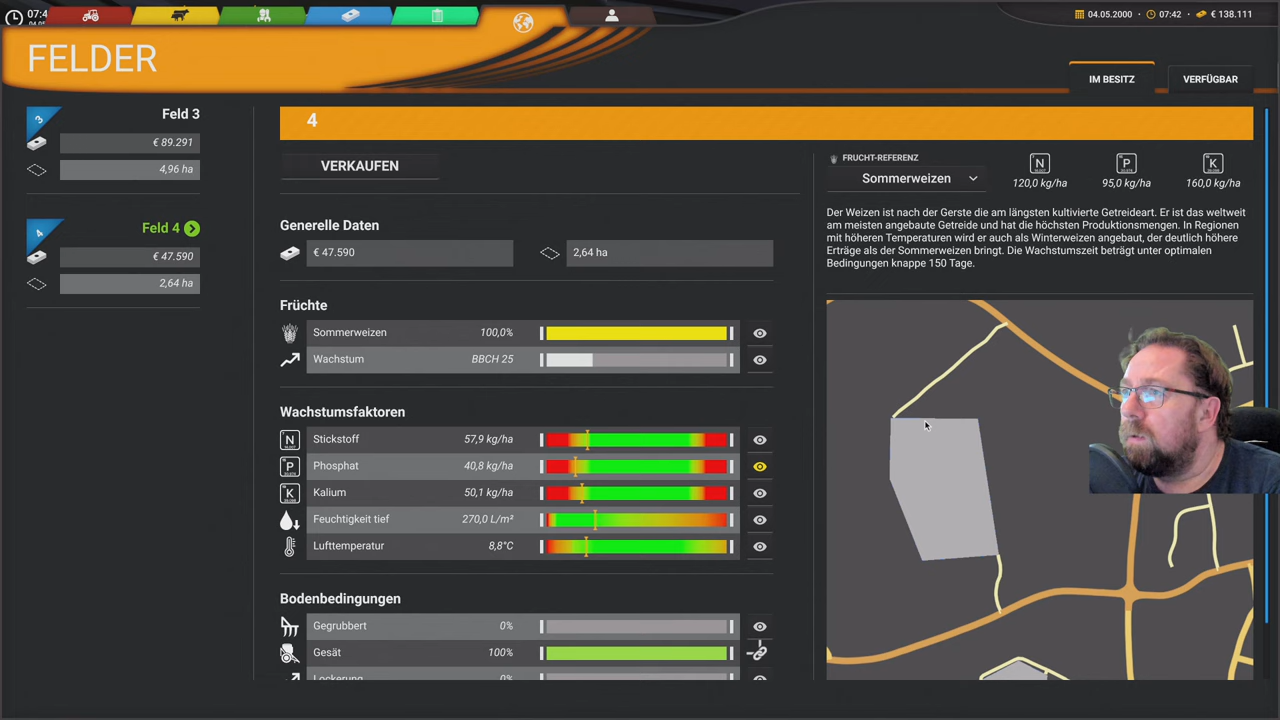 07:4
04.05.2000
07:42
€ 138.111
FELDER
IM BESITZ
VERFÜGBAR
3
Feld 3
€ 89.291
4,96 ha
4
Feld 4
€ 47.590
2,64 ha
4
VERKAUFEN
Generelle Daten
€ 47.590
2,64 ha
Früchte
Sommerweizen 100,0%
Wachstum BBCH 25
Wachstumsfaktoren
N Stickstoff 57,9 kg/ha
P Phosphat 40,8 kg/ha
K Kalium 50,1 kg/ha
Feuchtigkeit tief 270,0 L/m²
Lufttemperatur 8,8°C
Bodenbedingungen
Gegrubbert 0%
Gesät 100%
Lockerung 0%
FRUCHT-REFERENZ
Sommerweizen
N
120,0 kg/ha
P
95,0 kg/ha
K
160,0 kg/ha
Der Weizen ist nach der Gerste die am längsten kultivierte Getreideart. Er ist das weltweit
am meisten angebaute Getreide und hat die höchsten Produktionsmengen. In Regionen
mit höheren Temperaturen wird er auch als Winterweizen angebaut, der deutlich höhere
Erträge als der Sommerweizen bringt. Die Wachstumszeit beträgt unter optimalen
Bedingungen knappe 150 Tage.